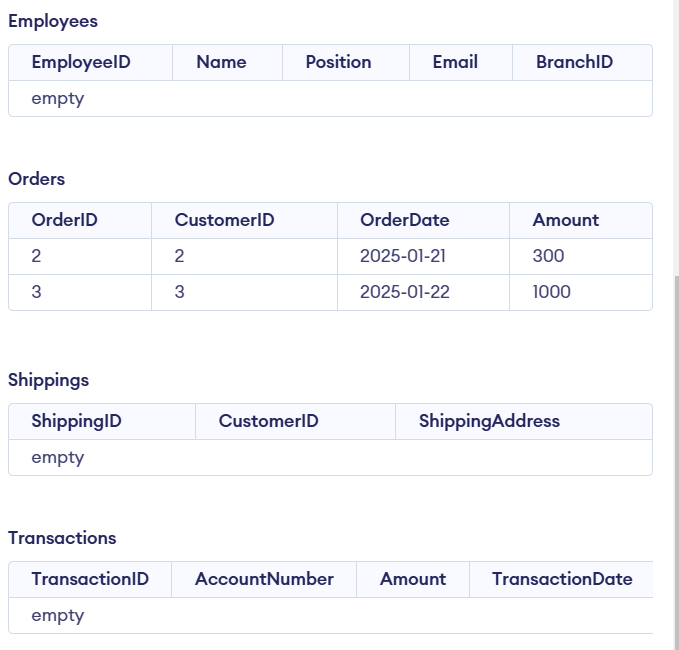 Employees
EmployeeID Name Position Email BranchID
empty
Orders
OrderID CustomerID OrderDate Amount
2 2 2025-01-21 300
3 3 2025-01-22 1000
Shippings
ShippingID CustomerID ShippingAddress
empty
Transactions
TransactionID AccountNumber Amount TransactionDate
empty